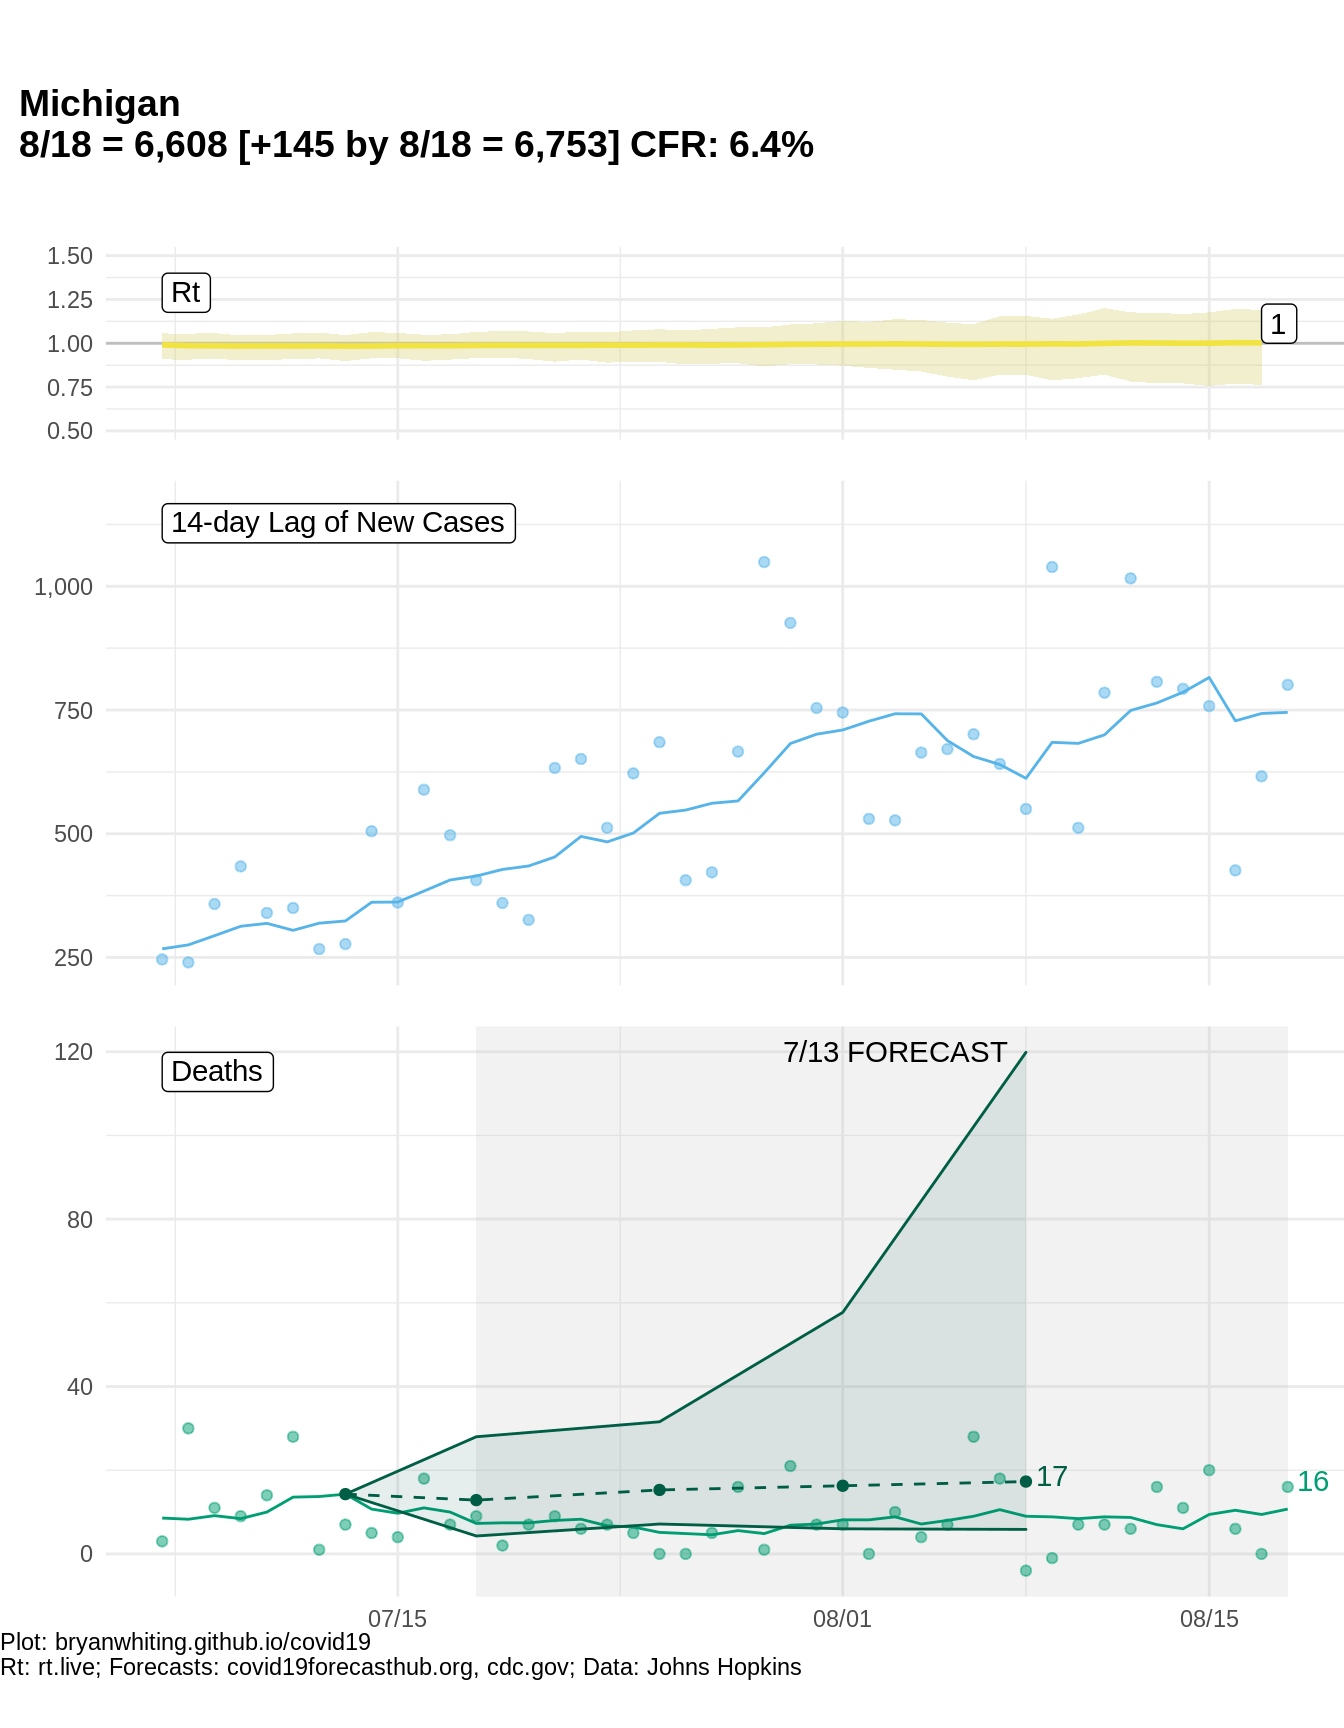 Michigan
8/18 = 6,608 [+145 by 8/18 = 6,753] CFR: 6.4%
1.50
1.25
1.00
0.75
0.50
Rt
1
14-day Lag of New Cases
1,000
750
500
250
120
80
40
0
Deaths
7/13 FORECAST
17
16
07/15
08/01
08/15
Plot: bryanwhiting.github.io/covid19
Rt: rt.live; Forecasts: covid19forecasthub.org, cdc.gov; Data: Johns Hopkins